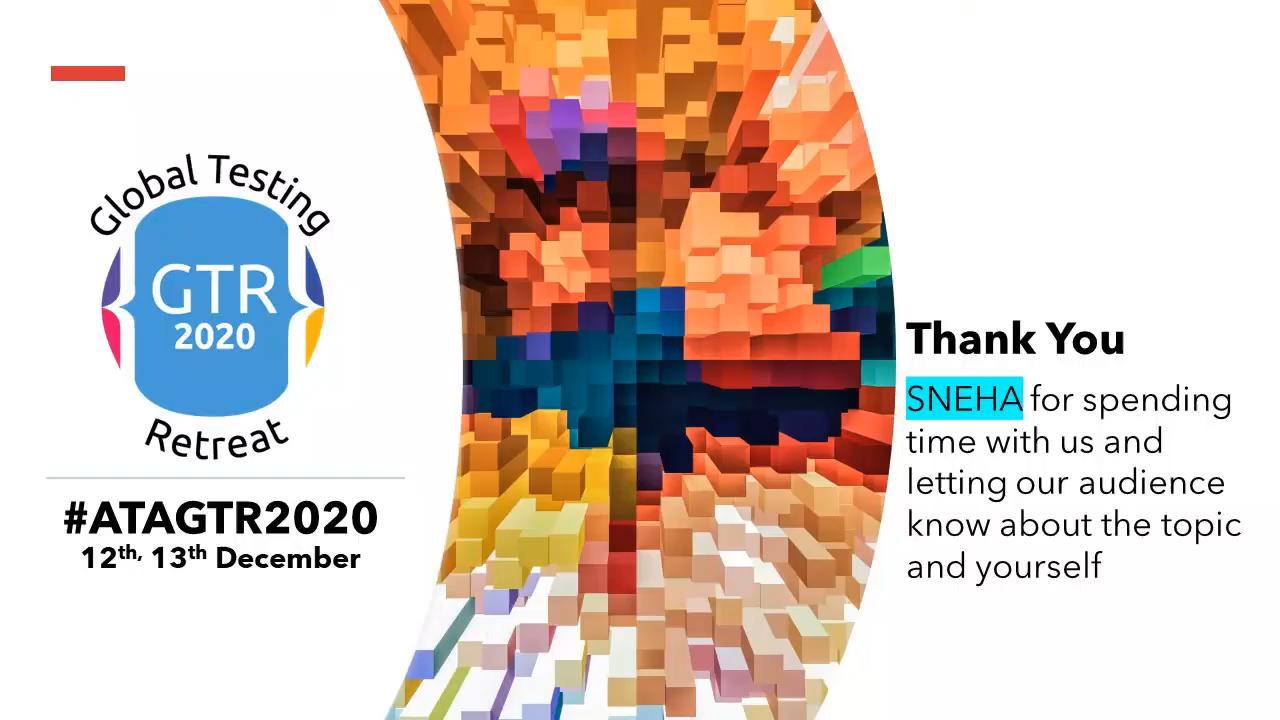 Global Testing
GTR
2020
Retreat
#ATAGTR2020
12th, 13th December
Thank You
SNEHA for spending
time with us and
letting our audience
know about the topic
and yourself